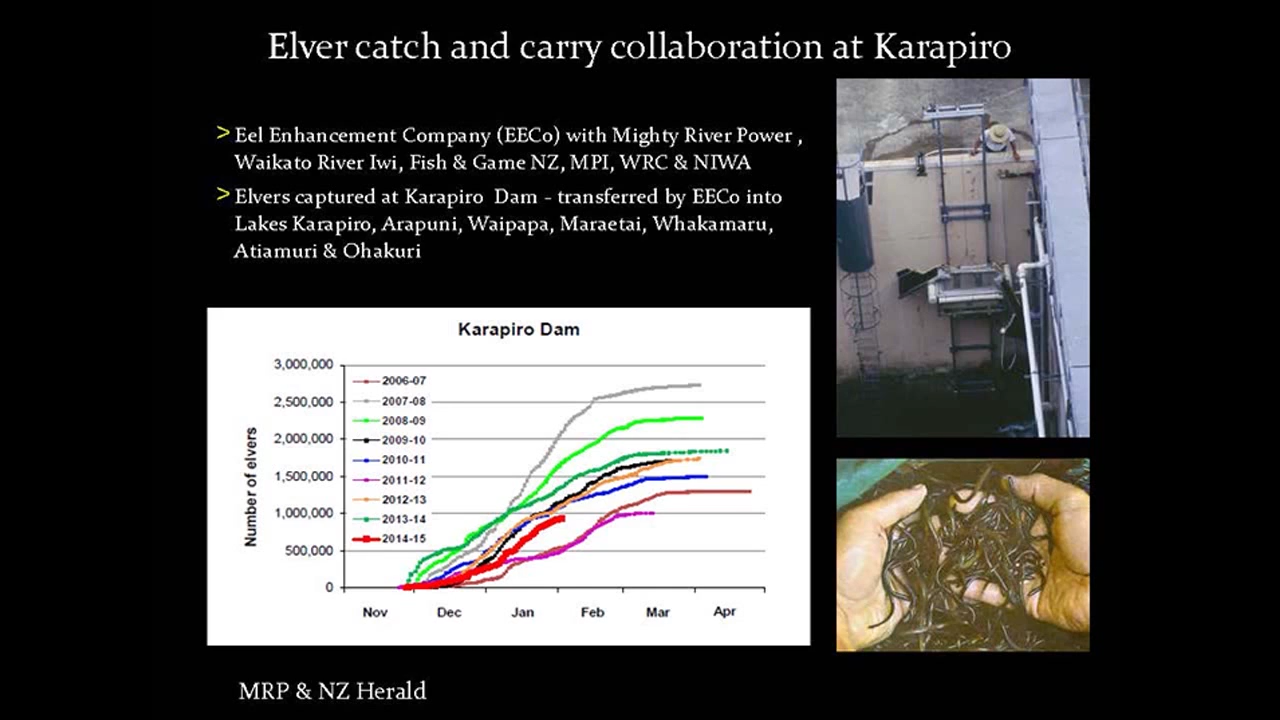 Elver catch and carry collaboration at Karapiro
> Eel Enhancement Company (EECo) with Mighty River Power ,
Waikato River Iwi, Fish & Game NZ, MPI, WRC & NIWA
> Elvers captured at Karapiro Dam - transferred by EECo into
Lakes Karapiro, Arapuni, Waipapa, Maraetai, Whakamaru,
Atiamuri & Ohakuri
Karapiro Dam
Number of elvers
3,000,000
2,500,000
2,000,000
1,500,000
1,000,000
500,000
0
2006-07
2007-08
2008-09
2009-10
2010-11
2011-12
2012-13
2013-14
2014-15
Nov Dec Jan Feb Mar Apr
MRP & NZ Herald